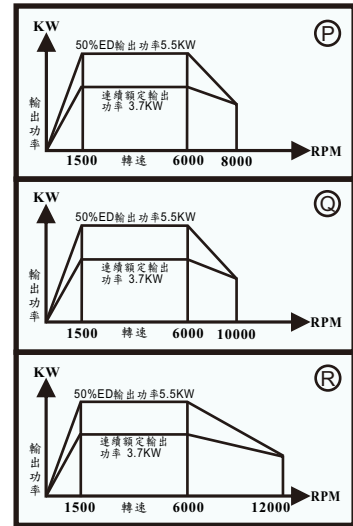 KW
P
50%ED輸出功率5.5KW
連續額定輸出
功率 3.7KW
輸出功率
1500 轉速 6000 8000 RPM
KW
Q
50%ED輸出功率5.5KW
連續額定輸出
功率 3.7KW
輸出功率
1500 轉速 6000 10000 RPM
KW
R
50%ED輸出功率5.5KW
連續額定輸出
功率 3.7KW
輸出功率
1500 轉速 6000 12000 RPM